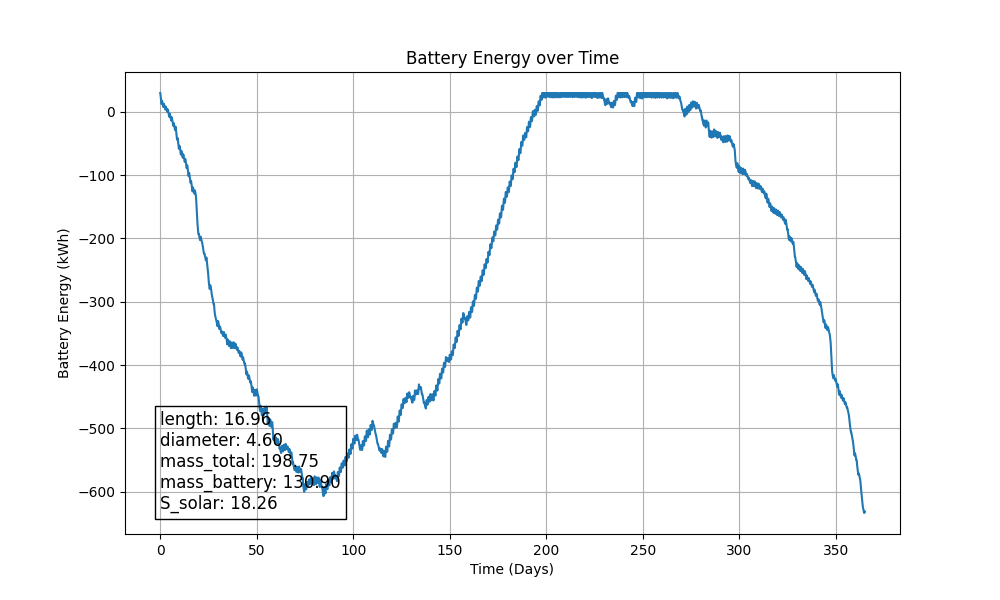 Battery Energy over Time
Battery Energy (kWh)
0
−100
−200
−300
−400
−500
−600
length: 16.96
diameter: 4.60
mass_total: 198.75
mass_battery: 130.90
S_solar: 18.26
0 50 100 150 200 250 300 350
Time (Days)